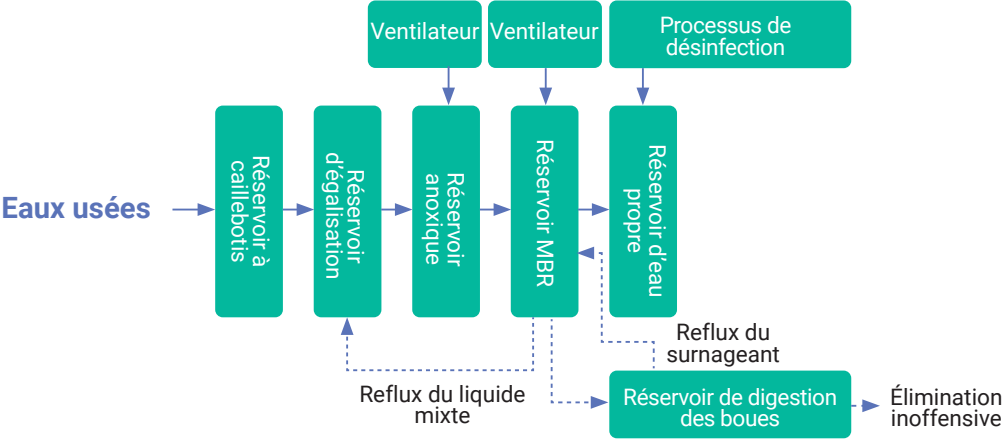 Ventilateur
Ventilateur
Processus de
désinfection
Eaux usées
Réservoir à
caillebotis
Réservoir
d'égalisation
Réservoir
anoxique
Réservoir MBR
Réservoir d'eau
propre
Reflux du
surnageant
Reflux du liquide
mixte
Réservoir de digestion
des boues
Élimination
inoffensive